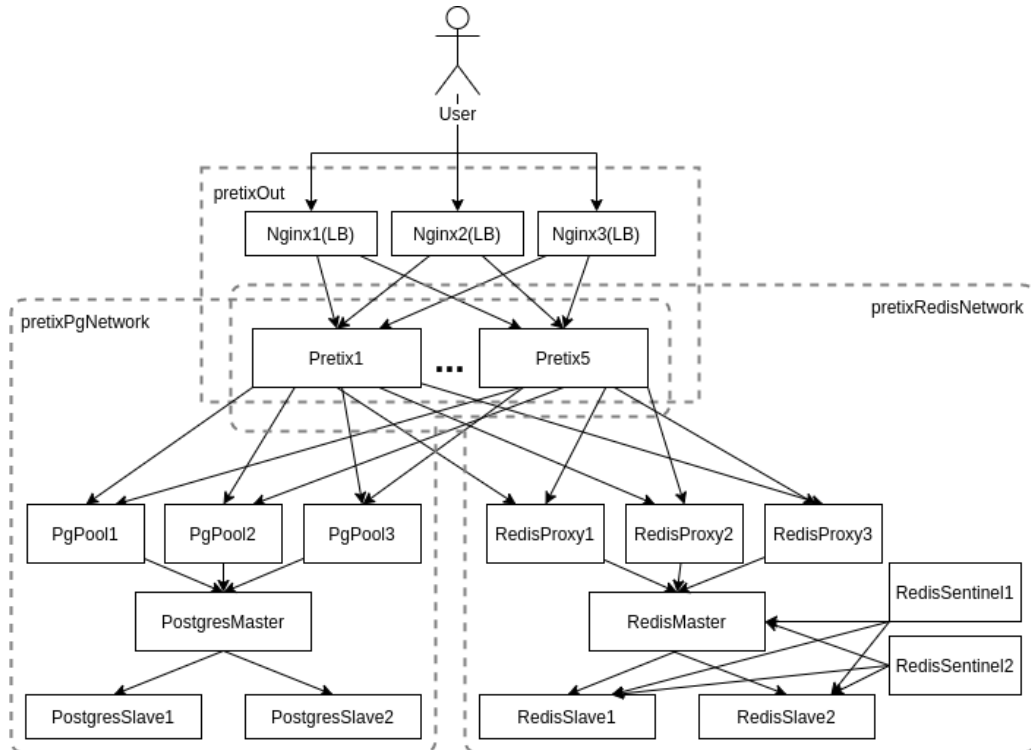 User
pretixOut
Nginx1(LB)
Nginx2(LB)
Nginx3(LB)
pretixPgNetwork
pretixRedisNetwork
Pretix1
...
Pretix5
PgPool1
PgPool2
PgPool3
RedisProxy1
RedisProxy2
RedisProxy3
PostgresMaster
RedisMaster
RedisSentinel1
RedisSentinel2
PostgresSlave1
PostgresSlave2
RedisSlave1
RedisSlave2